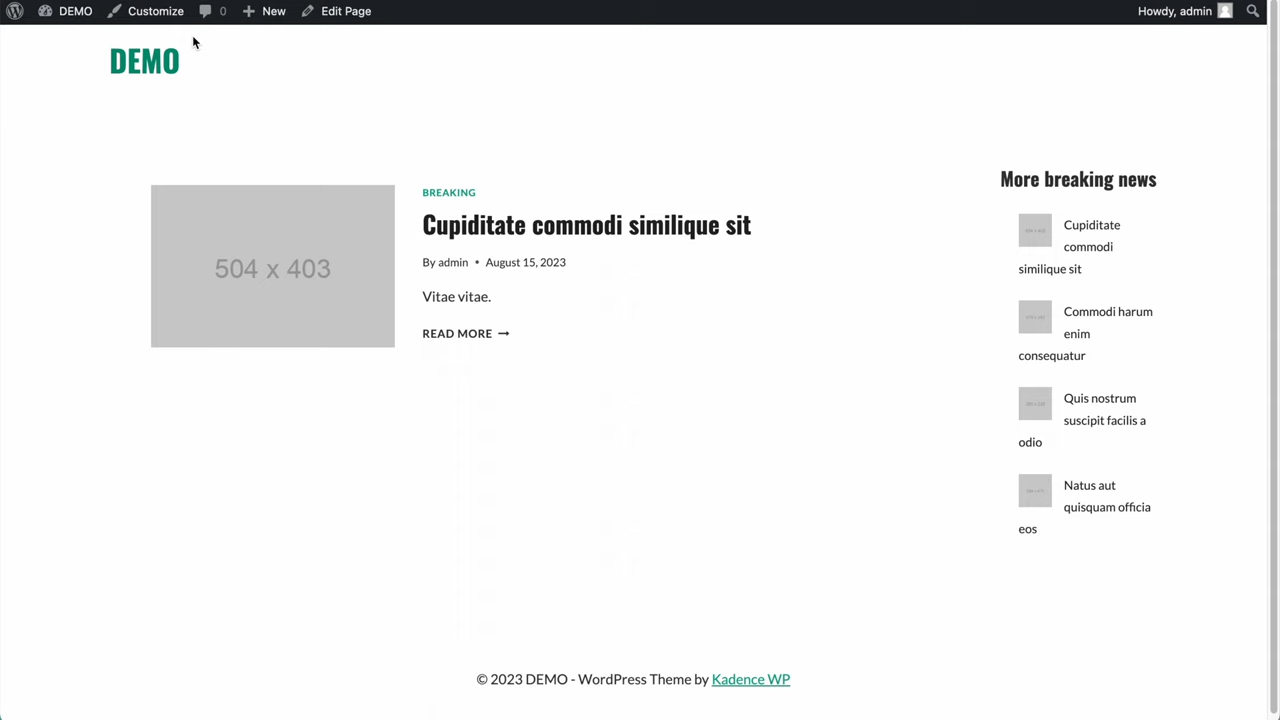 DEMO Customize 0 New Edit Page Howdy, admin
DEMO
504 x 403
BREAKING
Cupiditate commodi similique sit
By admin • August 15, 2023
Vitae vitae.
READ MORE →
More breaking news
Cupiditate
commodi
similique sit
Commodi harum
enim
consequatur
Quis nostrum
suscipit facilis a
odio
Natus aut
quisquam officia
eos
© 2023 DEMO - WordPress Theme by Kadence WP